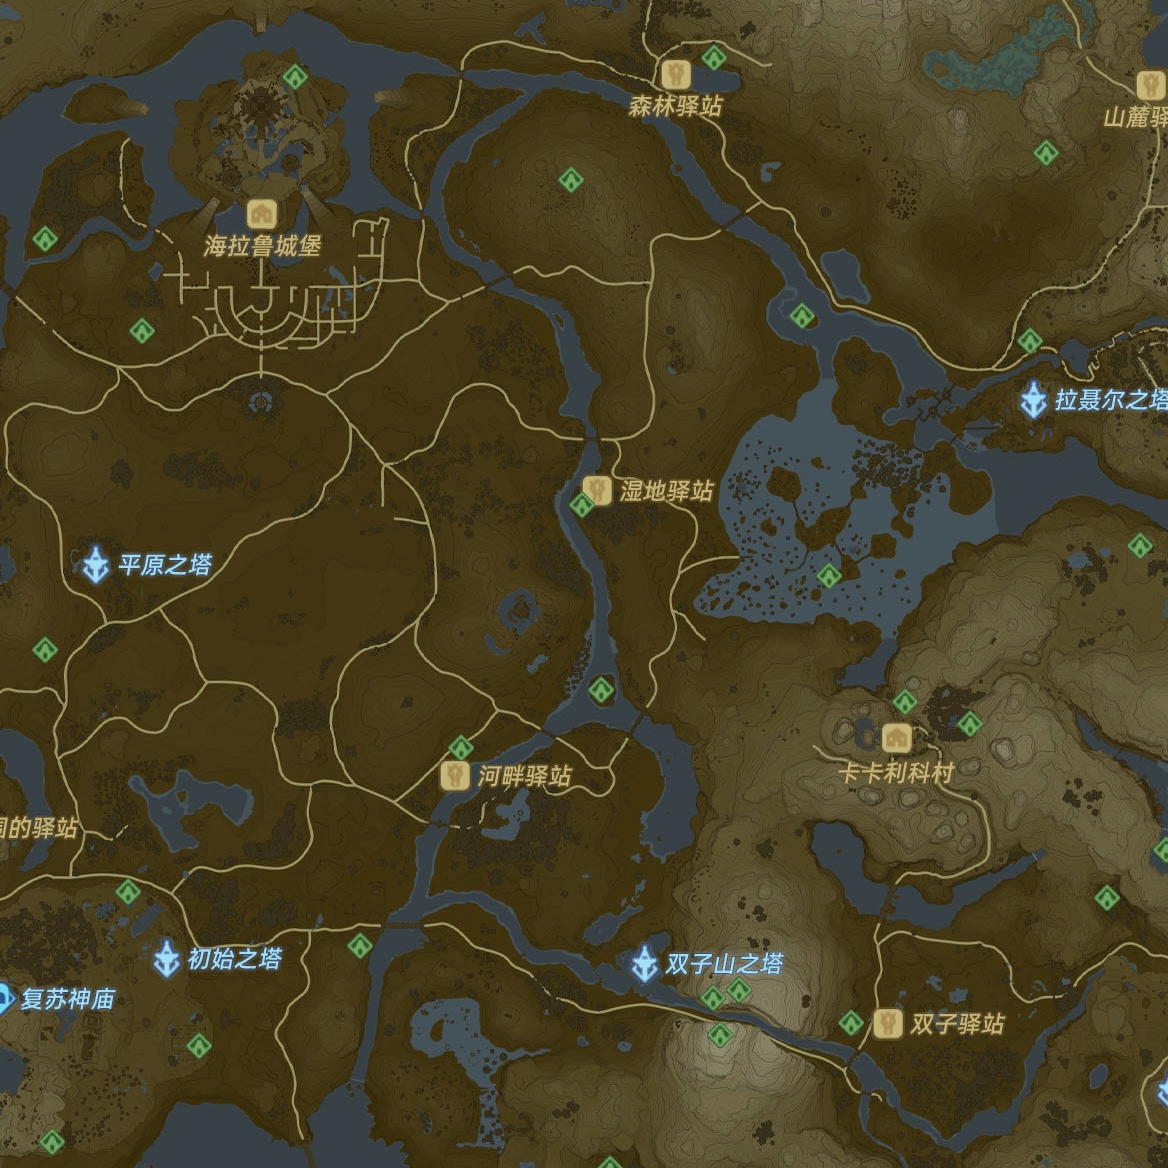 森林驿站
山麓驿
海拉鲁城堡
拉聂尔之塔
湿地驿站
平原之塔
卡卡利科村
河畔驿站
的驿站
初始之塔
双子山之塔
复苏神庙
双子驿站